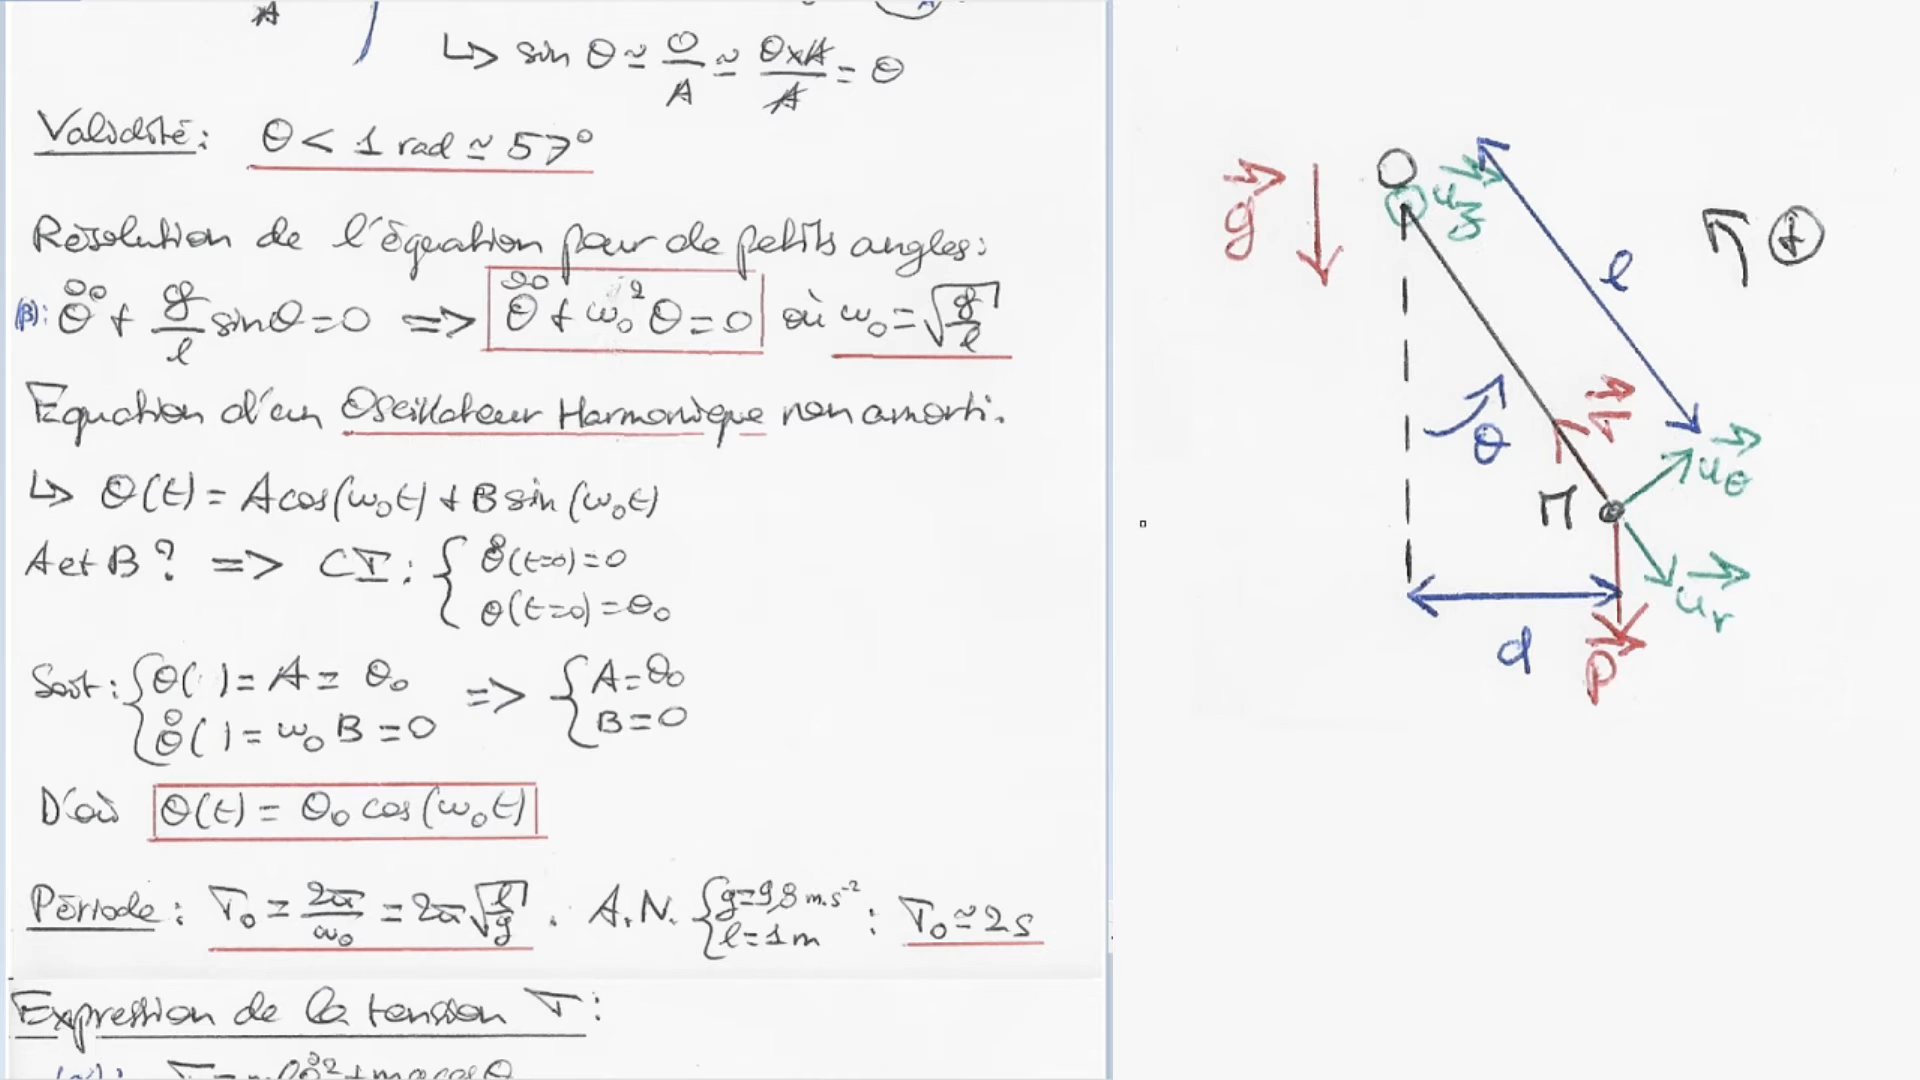 ↳ sin θ ≃ O/A ≃ θxA/A = θ
Validité: θ < 1 rad ≃ 57°
Résolution de l'équation pour de petits angles:
(β): θ̈ + g/l sinθ = 0 => θ̈ + ω₀² θ = 0 où ω₀ = √(g/l)
Equation d'un Oscillateur Harmonique non amorti.
↳ θ(t) = A cos(ω₀t) + B sin(ω₀t)
A et B ? => CI: { θ̇(t=0) = 0
θ(t=0) = θ₀
Soit: { θ( ) = A = θ₀ => { A = θ₀
θ̇( ) = ω₀ B = 0 B = 0
D'où θ(t) = θ₀ cos(ω₀t)
Période: T₀ = 2π/ω₀ = 2π√(l/g). A.N. { g=9,8 m.s⁻² l=1m : T₀ ≃ 2s
Expression de la tension T:
O
u⃗z
g⃗
l
+
θ
T⃗
u⃗θ
M
u⃗r
d
P⃗